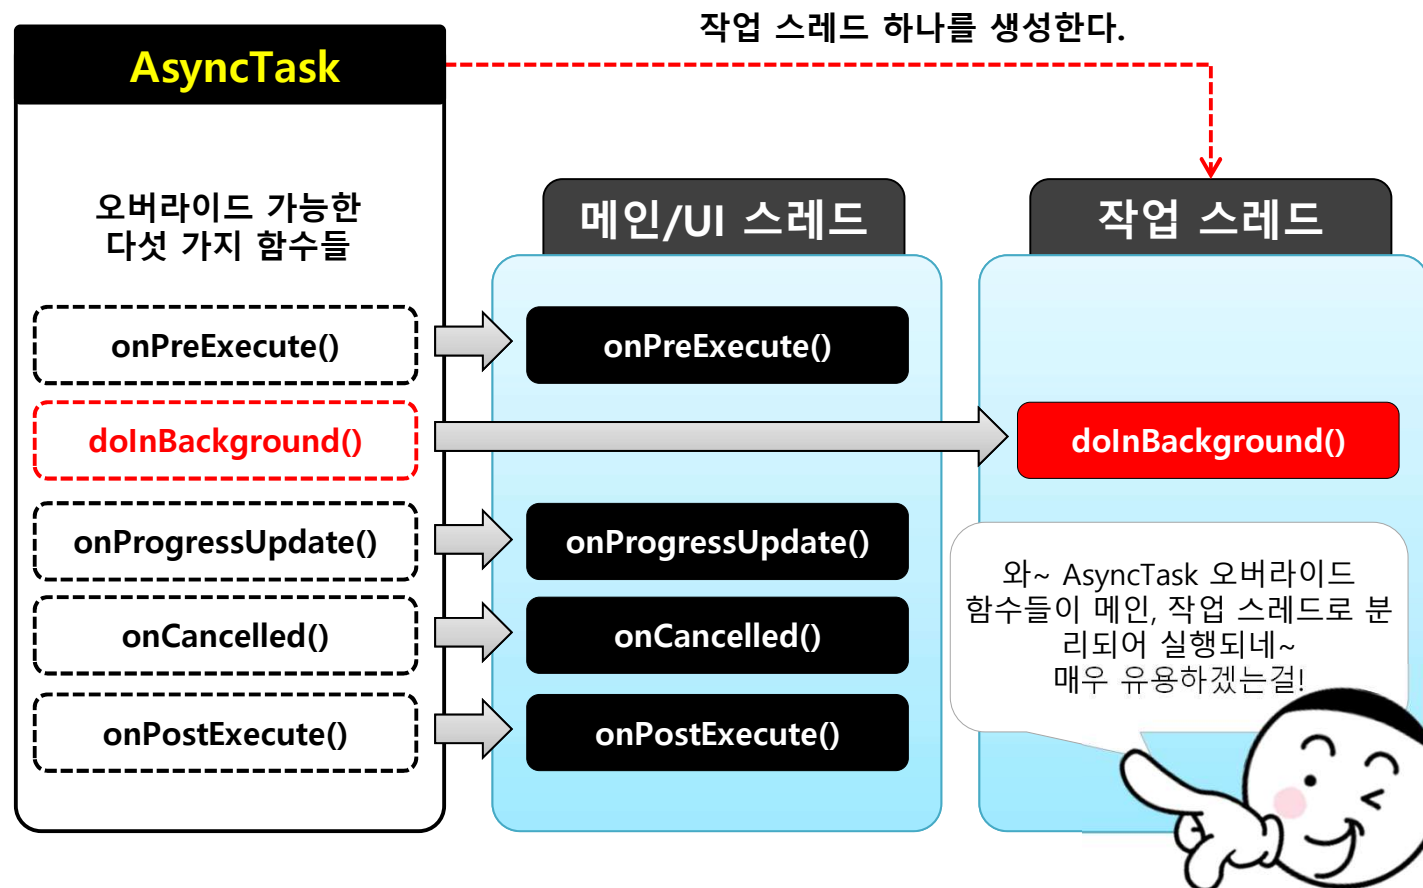 작업 스레드 하나를 생성한다.
AsyncTask
오버라이드 가능한
다섯 가지 함수들
메인/UI 스레드
작업 스레드
onPreExecute()
onPreExecute()
doInBackground()
doInBackground()
onProgressUpdate()
onProgressUpdate()
onCancelled()
onCancelled()
onPostExecute()
onPostExecute()
와~ AsyncTask 오버라이드
함수들이 메인, 작업 스레드로 분
리되어 실행되네~
매우 유용하겠는걸!